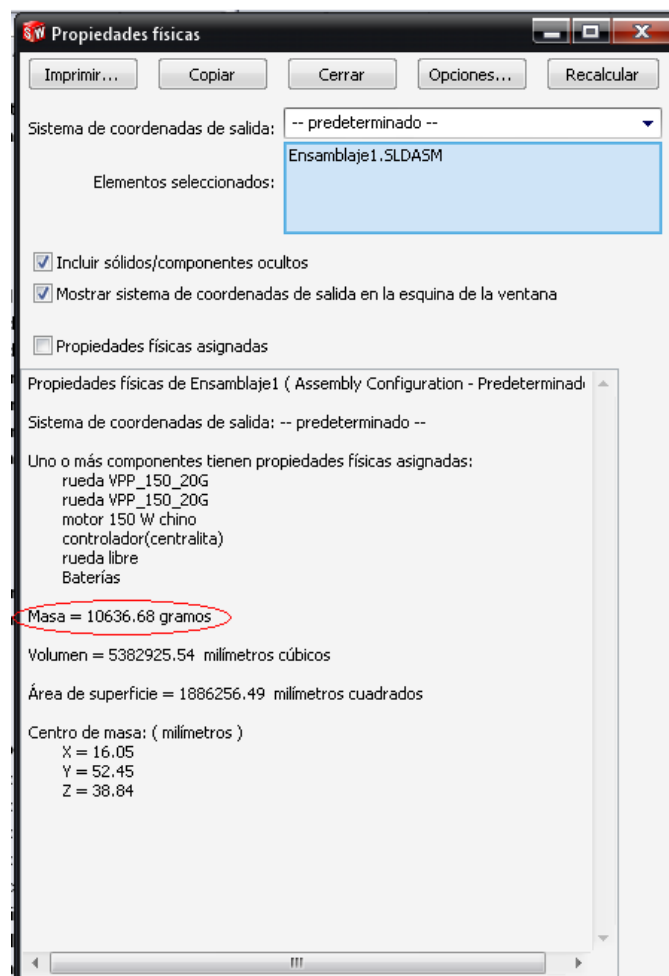 SW Propiedades físicas
Imprimir... Copiar Cerrar Opciones... Recalcular
Sistema de coordenadas de salida: -- predeterminado --
Ensamblaje1.SLDASM
Elementos seleccionados:
Incluir sólidos/componentes ocultos
Mostrar sistema de coordenadas de salida en la esquina de la ventana
Propiedades físicas asignadas
Propiedades físicas de Ensamblaje1 ( Assembly Configuration - Predeterminado
Sistema de coordenadas de salida: -- predeterminado --
Uno o más componentes tienen propiedades físicas asignadas:
rueda VPP_150_20G
rueda VPP_150_20G
motor 150 W chino
controlador(centralita)
rueda libre
Baterías
Masa = 10636.68 gramos
Volumen = 5382925.54 milímetros cúbicos
Área de superficie = 1886256.49 milímetros cuadrados
Centro de masa: ( milímetros )
X = 16.05
Y = 52.45
Z = 38.84